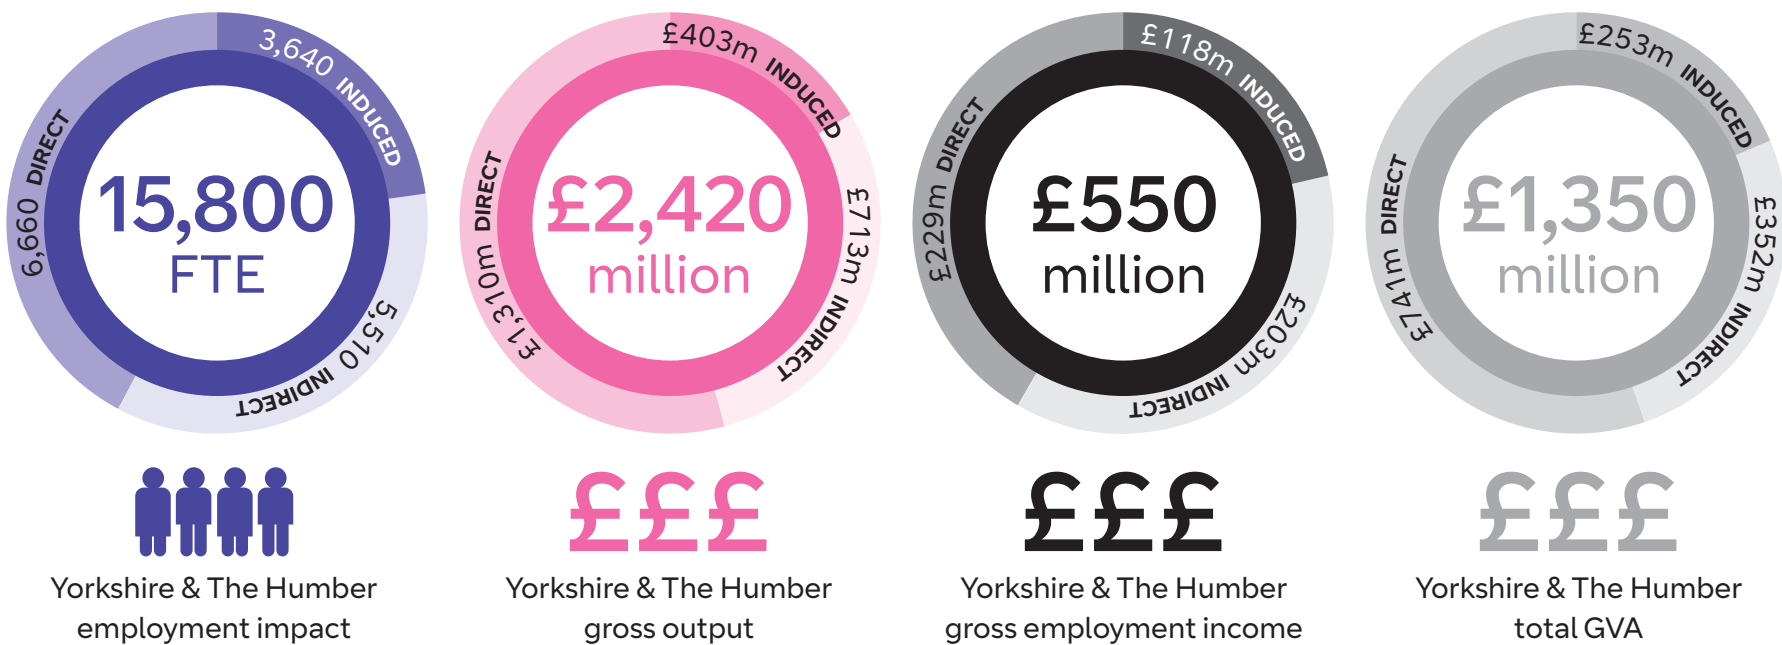 6,660 DIRECT
3,640 INDUCED
5,510 INDIRECT
15,800
FTE
Yorkshire & The Humber
employment impact
£1,310m DIRECT
£403m INDUCED
£713m INDIRECT
£2,420
million
£££
Yorkshire & The Humber
gross output
£229m DIRECT
£118m INDUCED
£203m INDIRECT
£550
million
£££
Yorkshire & The Humber
gross employment income
£741m DIRECT
£253m INDUCED
£352m INDIRECT
£1,350
million
£££
Yorkshire & The Humber
total GVA